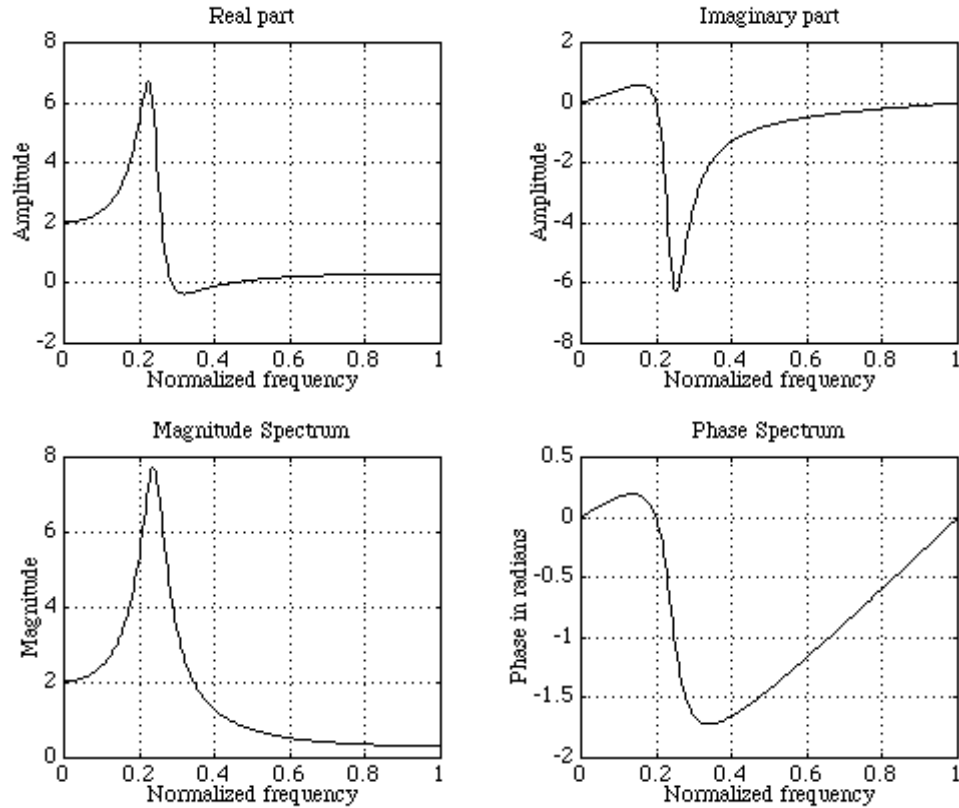 Real part
8
6
4
2
0
-2
Amplitude
0 0.2 0.4 0.6 0.8 1
Normalized frequency
Imaginary part
2
0
-2
-4
-6
-8
Amplitude
0 0.2 0.4 0.6 0.8 1
Normalized frequency
Magnitude Spectrum
8
6
4
2
0
Magnitude
0 0.2 0.4 0.6 0.8 1
Normalized frequency
Phase Spectrum
0.5
0
-0.5
-1
-1.5
-2
Phase in radians
0 0.2 0.4 0.6 0.8 1
Normalized frequency